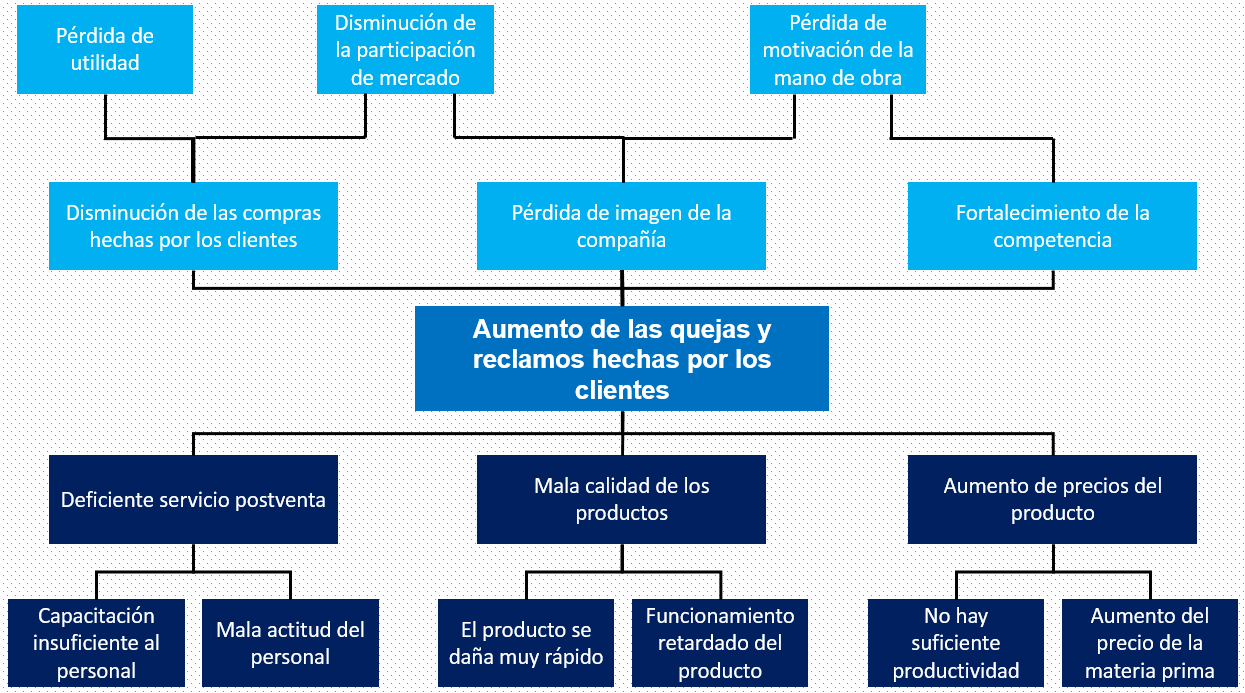 Pérdida de
utilidad
Disminución de
la participación
de mercado
Pérdida de
motivación de la
mano de obra
Disminución de las compras
hechas por los clientes
Pérdida de imagen de la
compañía
Fortalecimiento de la
competencia
Aumento de las quejas y
reclamos hechas por los
clientes
Deficiente servicio postventa
Mala calidad de los
productos
Aumento de precios del
producto
Capacitación
insuficiente al
personal
Mala actitud del
personal
El producto se
daña muy rápido
Funcionamiento
retardado del
producto
No hay
suficiente
productividad
Aumento del
precio de la
materia prima